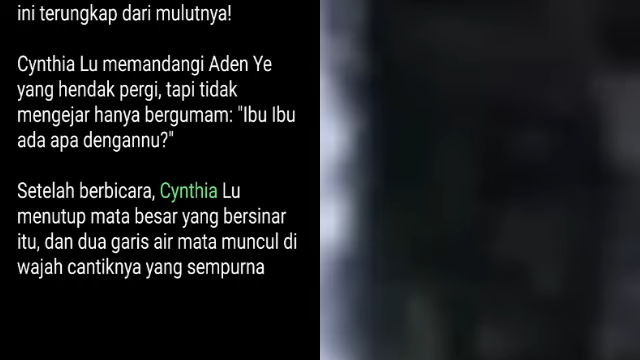 ini terungkap dari mulutnya!
Cynthia Lu memandangi Aden Ye
yang hendak pergi, tapi tidak
mengejar hanya bergumam: "Ibu Ibu
ada apa dengannu?"
Setelah berbicara, Cynthia Lu
menutup mata besar yang bersinar
itu, dan dua garis air mata muncul di
wajah cantiknya yang sempurna